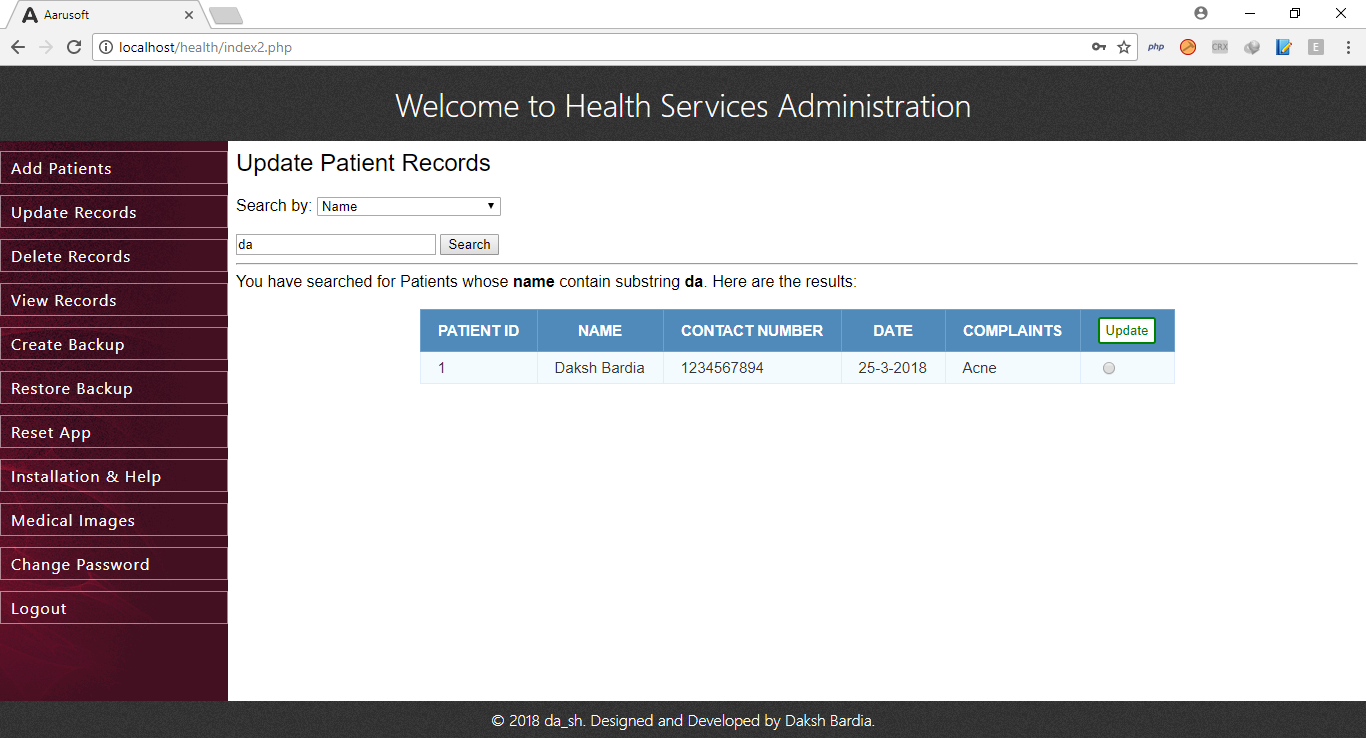 Aarusoft
localhost/health/index2.php
php
CRX
E
Welcome to Health Services Administration
Add Patients
Update Records
Delete Records
View Records
Create Backup
Restore Backup
Reset App
Installation & Help
Medical Images
Change Password
Logout
Update Patient Records
Search by: Name
da Search
You have searched for Patients whose name contain substring da. Here are the results:
PATIENT ID NAME CONTACT NUMBER DATE COMPLAINTS Update
1 Daksh Bardia 1234567894 25-3-2018 Acne
© 2018 da_sh. Designed and Developed by Daksh Bardia.